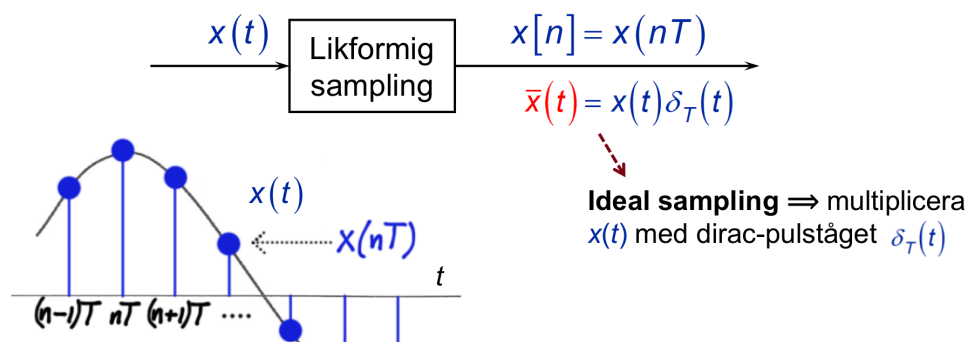 x(t)
Likformig
sampling
x[n] = x(nT)
x̄(t) = x(t)δ_T(t)
x(t)
Ideal sampling ⟹ multiplicera
x(t) med dirac-pulståget δ_T(t)
x(nT)
t
(n-1)T nT (n+1)T ....